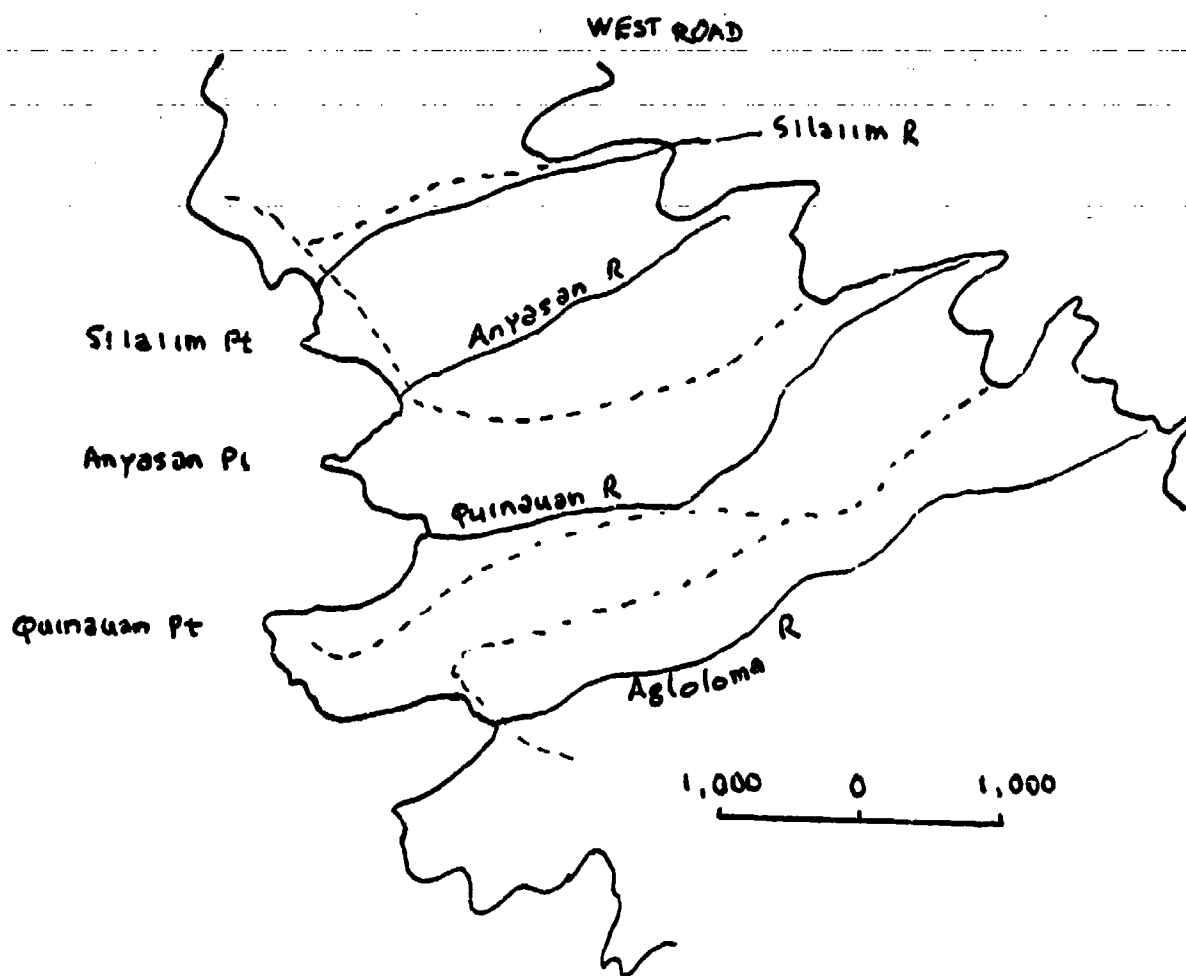 WEST ROAD
Silaiim R
Anyasan R
Silaiim Pt
Anyasan Pt
Quinauan R
Quinauan Pt
Agloloma R
1,000 0 1,000